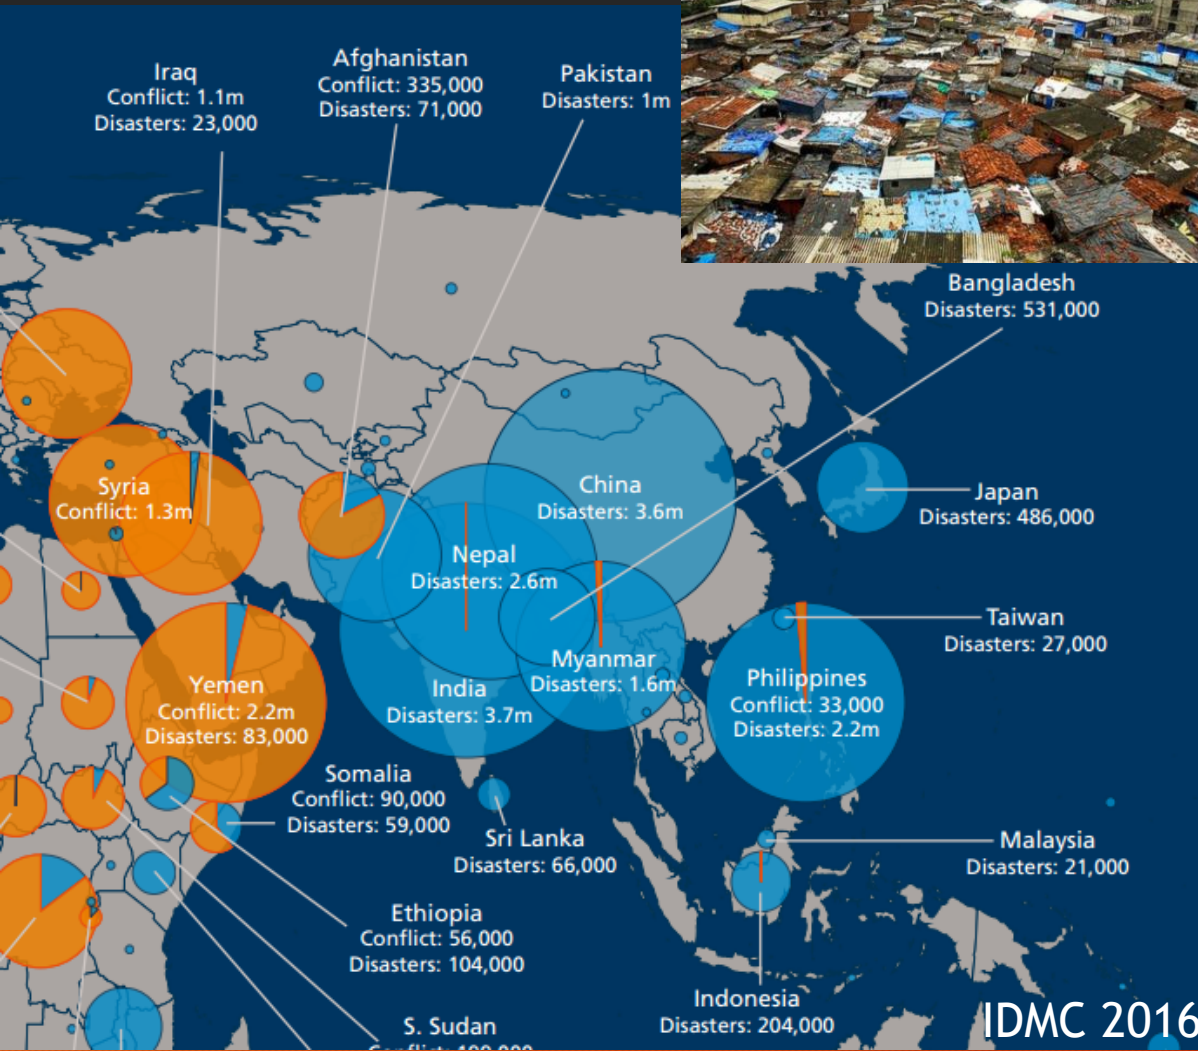 Iraq
Conflict: 1.1m
Disasters: 23,000
Afghanistan
Conflict: 335,000
Disasters: 71,000
Pakistan
Disasters: 1m
Bangladesh
Disasters: 531,000
Syria
Conflict: 1.3m
China
Disasters: 3.6m
Japan
Disasters: 486,000
Nepal
Disasters: 2.6m
Taiwan
Disasters: 27,000
Myanmar
Disasters: 1.6m
Philippines
Conflict: 33,000
Disasters: 2.2m
Yemen
Conflict: 2.2m
Disasters: 83,000
India
Disasters: 3.7m
Somalia
Conflict: 90,000
Disasters: 59,000
Sri Lanka
Disasters: 66,000
Malaysia
Disasters: 21,000
Ethiopia
Conflict: 56,000
Disasters: 104,000
Indonesia
Disasters: 204,000
S. Sudan
IDMC 2016